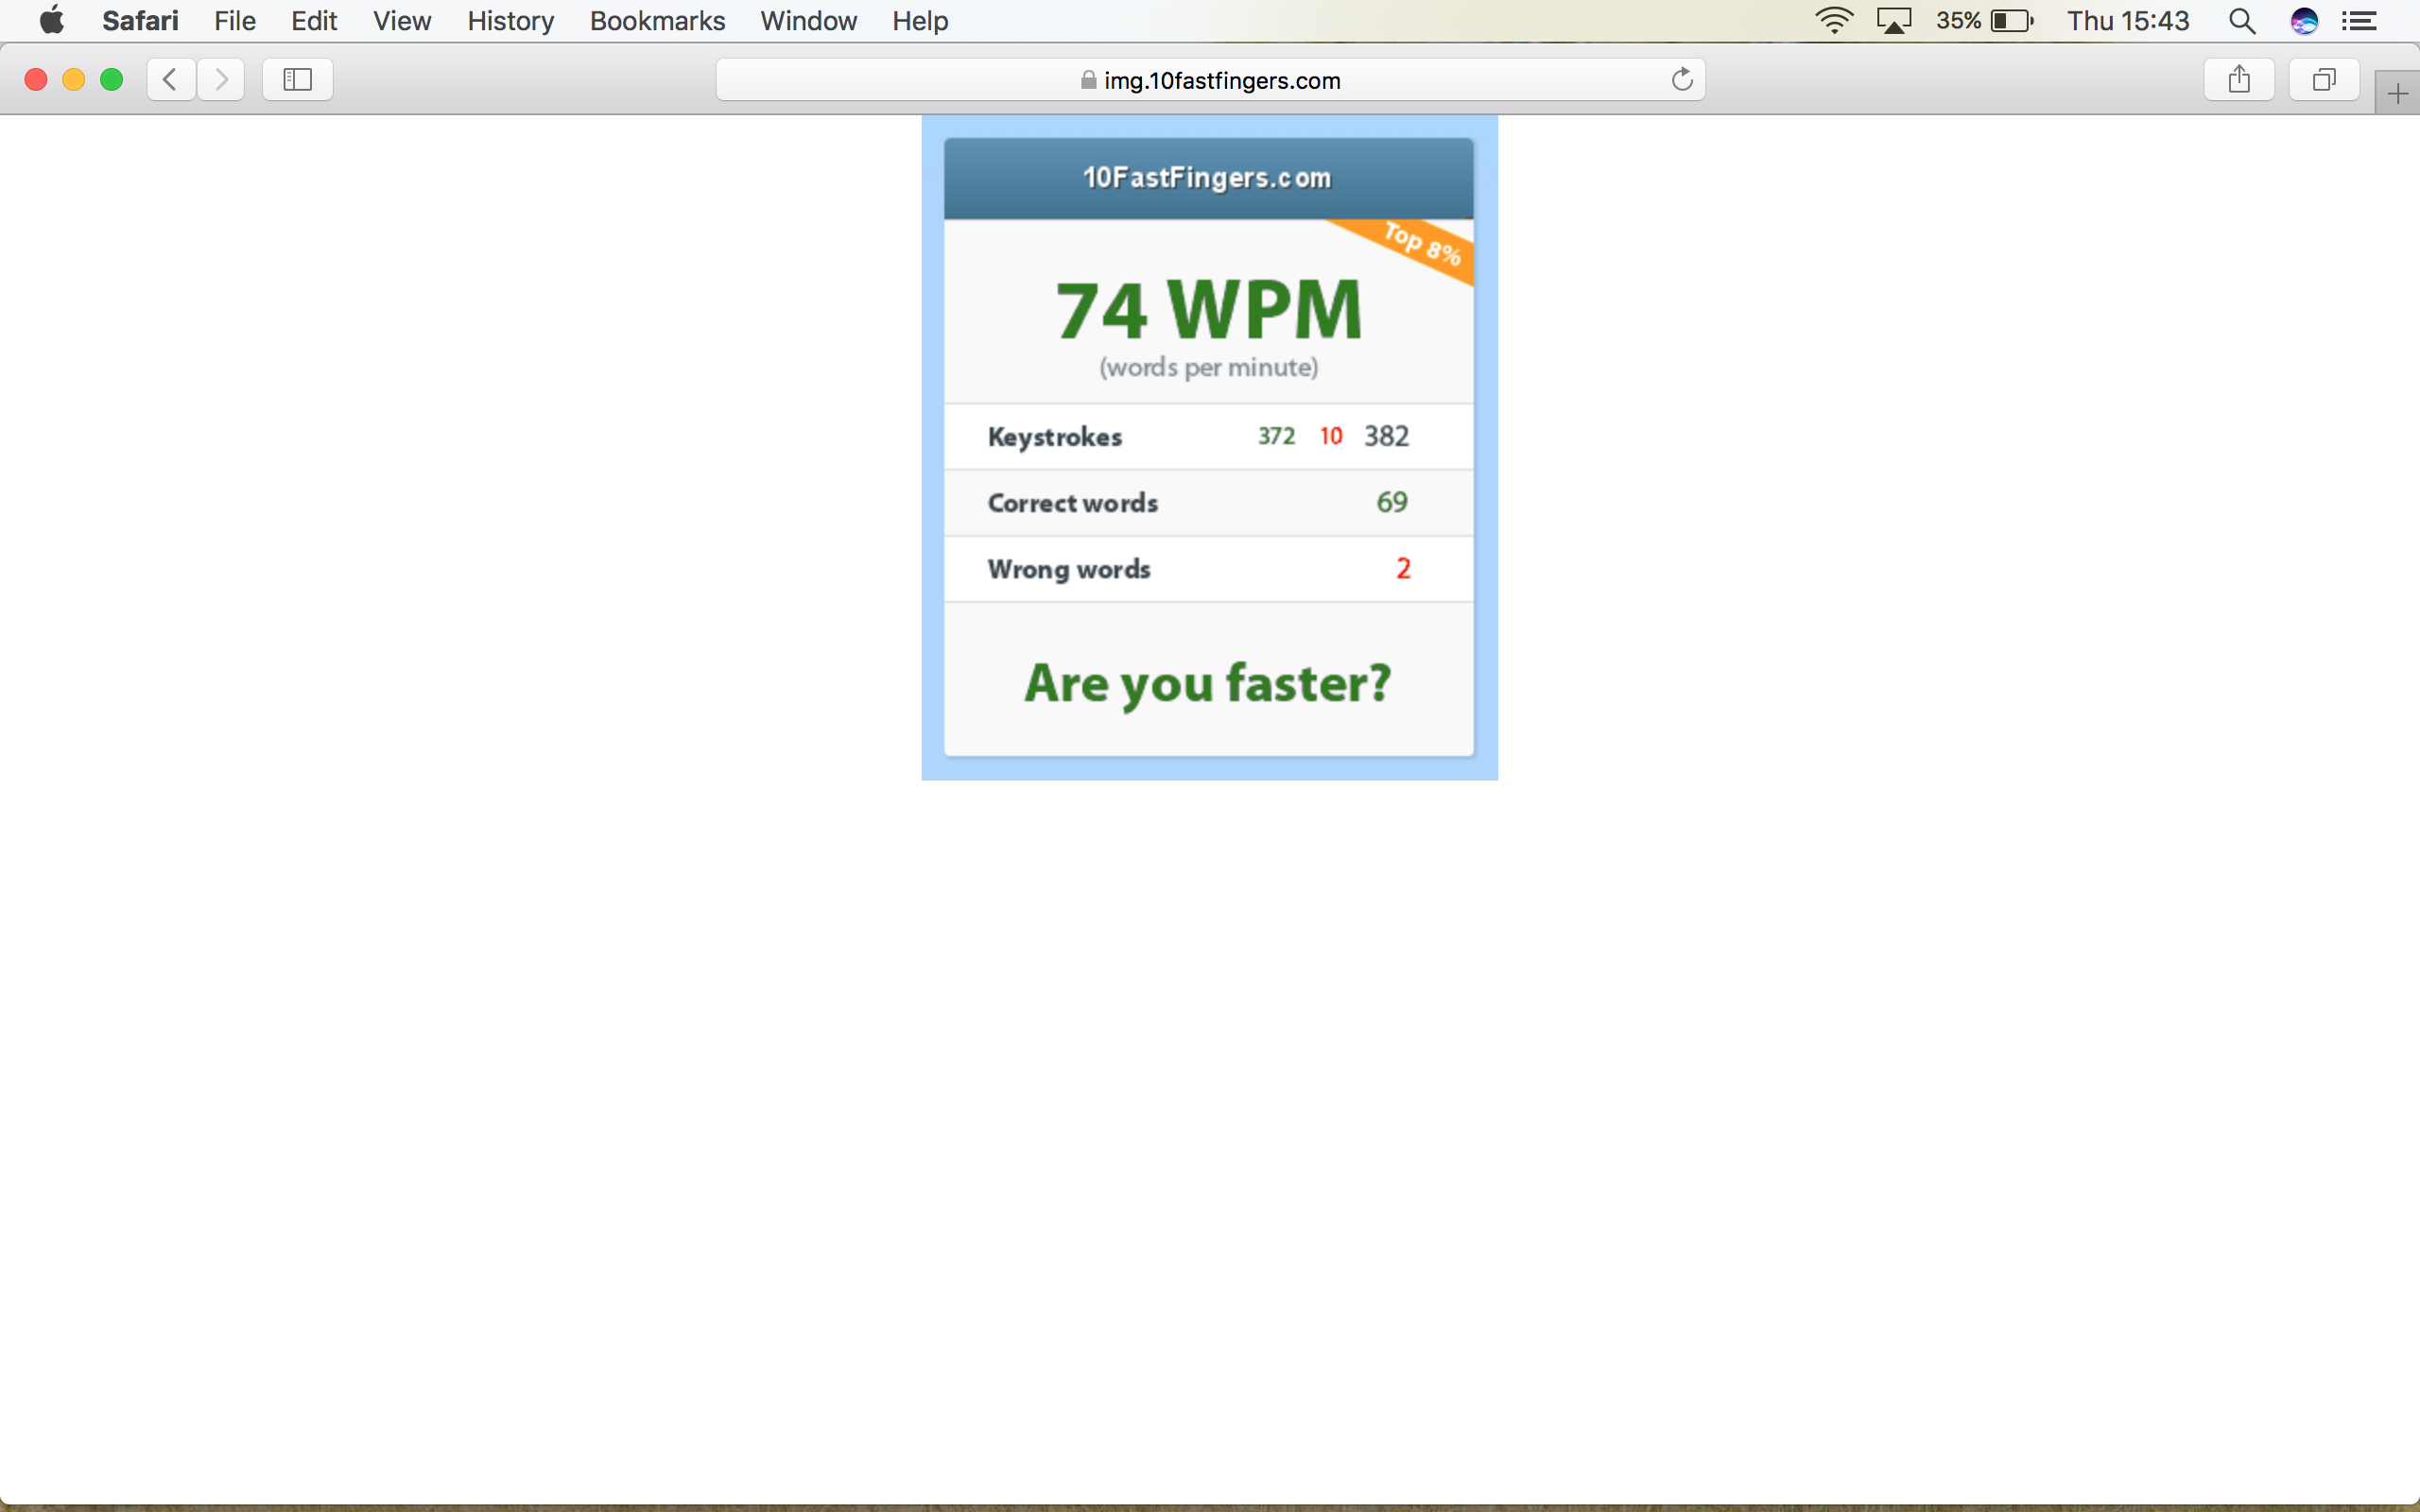 Safari File Edit View History Bookmarks Window Help 35% Thu 15:43
img.10fastfingers.com
10FastFingers.com
Top 8%
74 WPM
(words per minute)
Keystrokes 372 10 382
Correct words 69
Wrong words 2
Are you faster?